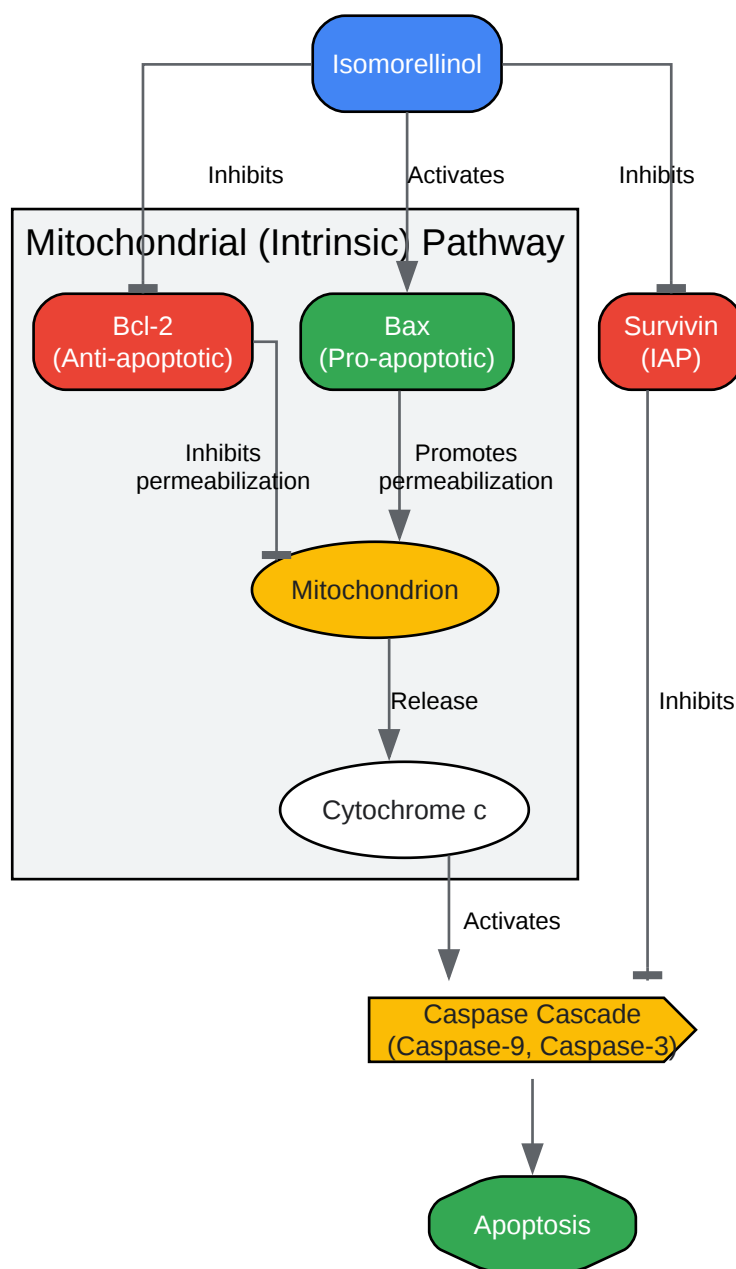 Isomorellinol
Inhibits
Activates
Inhibits
Mitochondrial (Intrinsic) Pathway
Bcl-2
(Anti-apoptotic)
Bax
(Pro-apoptotic)
Survivin
(IAP)
Inhibits
permeabilization
Promotes
permeabilization
Mitochondrion
Release
Inhibits
Cytochrome c
Activates
Caspase Cascade
(Caspase-9, Caspase-3)
Apoptosis